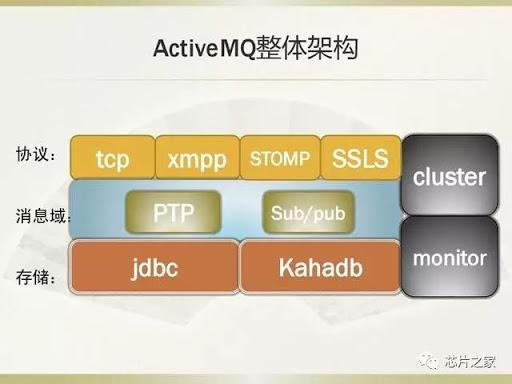 ActiveMQ整体架构
协议：
tcp
xmpp
STOMP
SSLS
cluster
消息域：
PTP
Sub/pub
存储：
jdbc
Kahadb
monitor
芯片之家